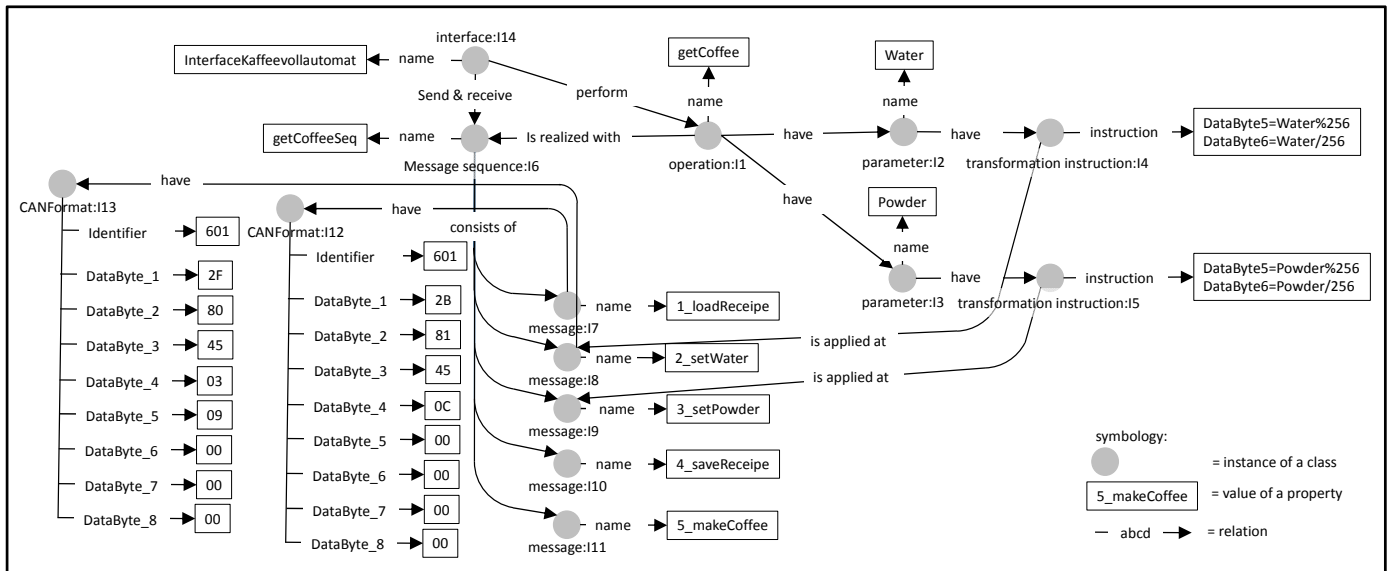 interface:I14
InterfaceKaffeevollautomat
name
Send & receive
perform
getCoffee
name
Water
name
getCoffeeSeq
name
Message sequence:I6
Is realized with
operation:I1
have
parameter:I2
have
transformation instruction:I4
instruction
DataByte5=Water%256
DataByte6=Water/256
have
Powder
name
parameter:I3
have
transformation instruction:I5
instruction
DataByte5=Powder%256
DataByte6=Powder/256
have
CANFormat:I13
Identifier
601
DataByte_1
2F
DataByte_2
80
DataByte_3
45
DataByte_4
03
DataByte_5
09
DataByte_6
00
DataByte_7
00
DataByte_8
00
have
CANFormat:I12
Identifier
601
DataByte_1
2B
DataByte_2
81
DataByte_3
45
DataByte_4
0C
DataByte_5
00
DataByte_6
00
DataByte_7
00
DataByte_8
00
consists of
message:I7
name
1_loadReceipe
message:I8
name
2_setWater
is applied at
message:I9
name
3_setPowder
is applied at
message:I10
name
4_saveReceipe
message:I11
name
5_makeCoffee
symbology:
= instance of a class
5_makeCoffee
= value of a property
abcd
= relation